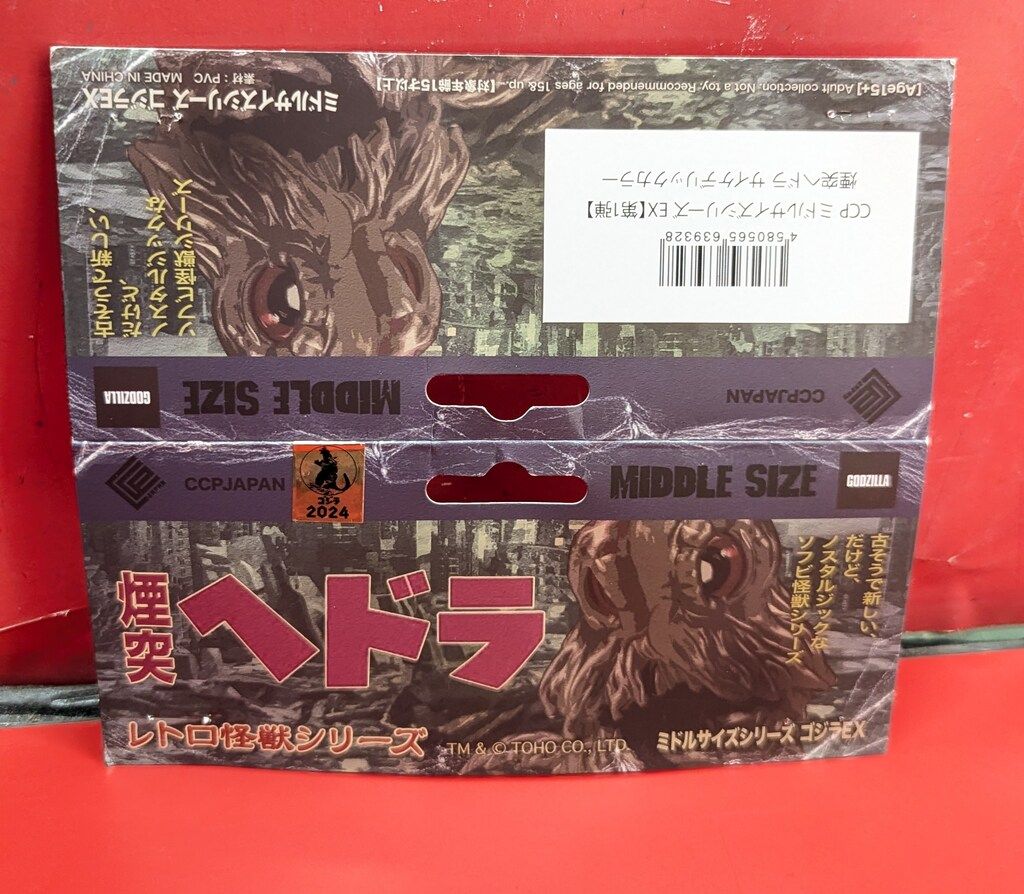 [Age15+] Adult collection, Not a toy. Recommended for ages 15& up.【対象年齢15才以上】
素材：PVC MADE IN CHINA
ミドルサイズシリーズ ゴジラEX
古そうで新しい、
だけど、
ノスタルジックな
ソフビ怪獣シリーズ
4 580565 639328
CCP ミドルサイズシリーズ EX【第1弾】
煙突ヘドラ サイケデリックカラー
CCPJAPAN
MIDDLE SIZE
GODZILLA
CCPJAPAN
ゴジラ
2024
MIDDLE SIZE
GODZILLA
煙突
ヘドラ
古そうで新しい、
だけど、
ノスタルジックな
ソフビ怪獣シリーズ
レトロ怪獣シリーズ
TM & © TOHO CO., LTD.
ミドルサイズシリーズ ゴジラEX